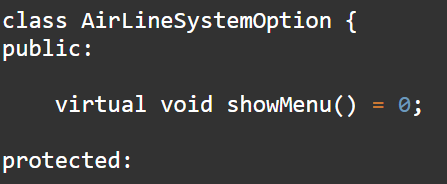 class AirLineSystemOption {
public:
    virtual void showMenu() = 0;
protected: